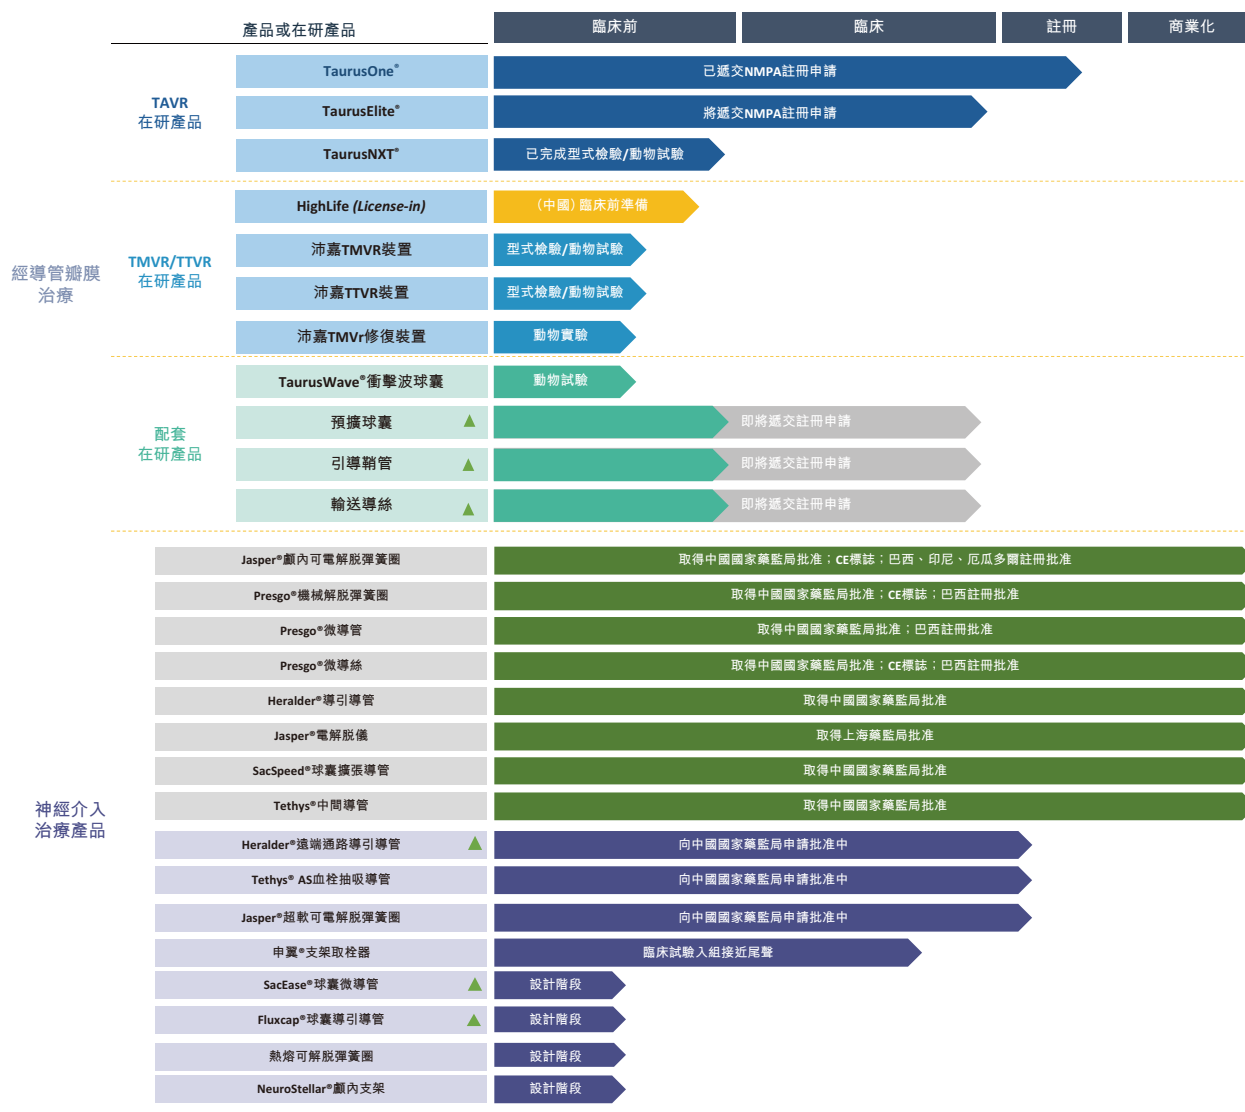 產品或在研產品
臨床前
臨床
註冊
商業化
經導管瓣膜
治療
TAVR
在研產品
TaurusOne®
已遞交NMPA註冊申請
TaurusElite®
將遞交NMPA註冊申請
TaurusNXT®
已完成型式檢驗/動物試驗
TMVR/TTVR
在研產品
HighLife (License-in)
（中國）臨床前準備
沛嘉TMVR裝置
型式檢驗/動物試驗
沛嘉TTVR裝置
型式檢驗/動物試驗
沛嘉TMVr修復裝置
動物實驗
配套
在研產品
TaurusWave®衝擊波球囊
動物試驗
預擴球囊
即將遞交註冊申請
引導鞘管
即將遞交註冊申請
輸送導絲
即將遞交註冊申請
神經介入
治療產品
Jasper®顱內可電解脫彈簧圈
取得中國國家藥監局批准；CE標誌；巴西、印尼、厄瓜多爾註冊批准
Presgo®機械解脫彈簧圈
取得中國國家藥監局批准；CE標誌；巴西註冊批准
Presgo®微導管
取得中國國家藥監局批准；巴西註冊批准
Presgo®微導絲
取得中國國家藥監局批准；CE標誌；巴西註冊批准
Heralder®導引導管
取得中國國家藥監局批准
Jasper®電解脫儀
取得上海藥監局批准
SacSpeed®球囊擴張導管
取得中國國家藥監局批准
Tethys®中間導管
取得中國國家藥監局批准
Heralder®遠端通路導引導管
向中國國家藥監局申請批准中
Tethys® AS血栓抽吸導管
向中國國家藥監局申請批准中
Jasper®超軟可電解脫彈簧圈
向中國國家藥監局申請批准中
申翼®支架取栓器
臨床試驗入組接近尾聲
SacEase®球囊微導管
設計階段
Fluxcap®球囊導引導管
設計階段
熱熔可解脫彈簧圈
設計階段
NeuroStellar®顱內支架
設計階段